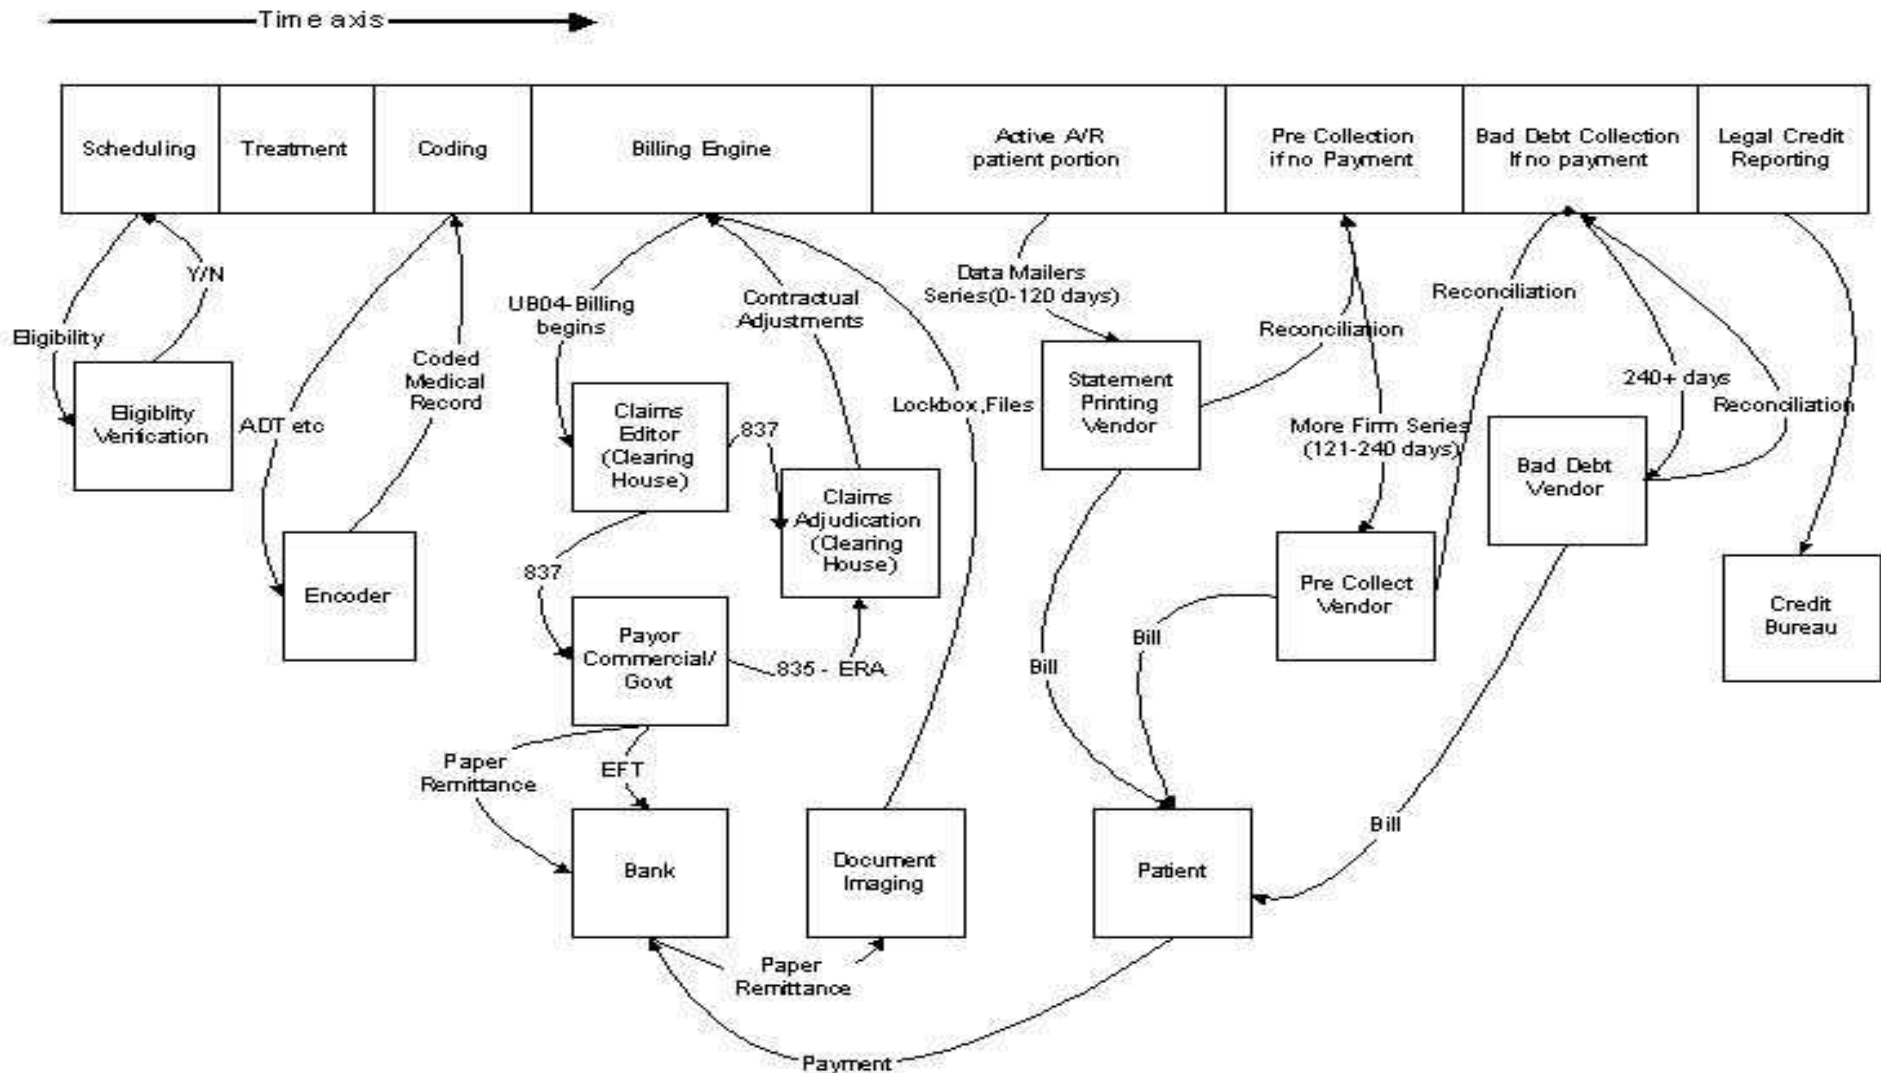 Time axis
Scheduling
Treatment
Coding
Billing Engine
Active A/R
patient portion
Pre Collection
if no Payment
Bad Debt Collection
If no payment
Legal Credit
Reporting
Y/N
Eligibility
Eligiblity
Verification
ADT etc
Coded
Medical
Record
Encoder
UB04-Billing
begins
Contractual
Adjustments
Claims
Editor
(Clearing
House)
837
Claims
Adjudication
(Clearing
House)
837
Payor
Commercial/
Govt
835 - ERA
Paper
Remittance
EFT
Bank
Document
Imaging
Paper
Remittance
Lockbox,Files
Data Mailers
Series(0-120 days)
Statement
Printing
Vendor
Reconciliation
Bill
More Firm Series
(121-240 days)
Reconciliation
Pre Collect
Vendor
Bill
Patient
240+ days
Reconciliation
Bad Debt
Vendor
Bill
Credit
Bureau
Payment